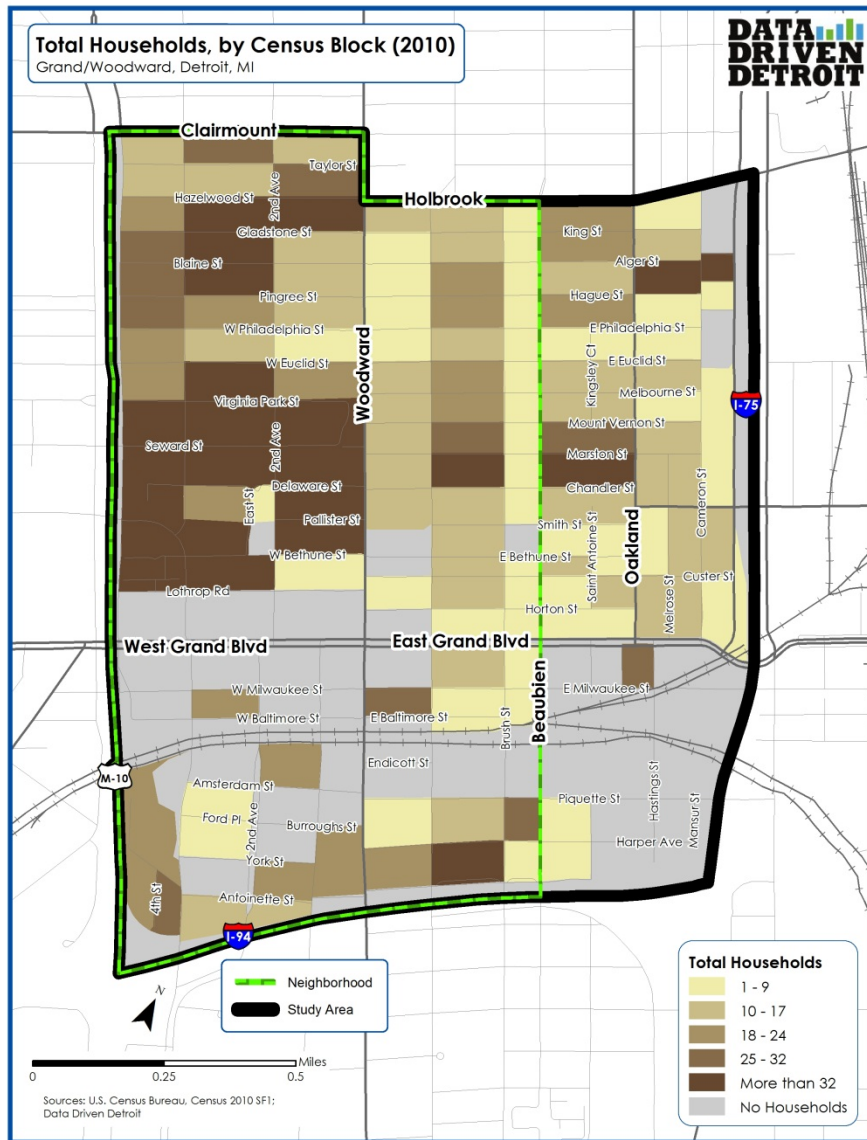 Total Households, by Census Block (2010)
Grand/Woodward, Detroit, MI
DATA
DRIVEN
DETROIT
Clairmount
Taylor St
Hazelwood St
2nd Ave
Holbrook
Gladstone St
King St
Blaine St
Alger St
Pingree St
Hague St
W Philadelphia St
E Philadelphia St
Woodward
W Euclid St
E Euclid St
Kingsley Ct
Melbourne St
Virginia Park St
I-75
Mount Vernon St
Seward St
2nd Ave
Marston St
Delaware St
Chandler St
East St
Pallister St
Smith St
Cameron St
W Bethune St
E Bethune St
Saint Antoine St
Oakland
Lothrop Rd
Custer St
Horton St
Melrose St
West Grand Blvd
East Grand Blvd
W Milwaukee St
E Milwaukee St
W Baltimore St
E Baltimore St
Brush St
Beaubien
Endicott St
M-10
Amsterdam St
Piquette St
Hastings St
Mansur St
Ford Pl
2nd Ave
Burroughs St
Harper Ave
York St
4th St
Antoinette St
I-94
N
Neighborhood
Study Area
Miles
0
0.25
0.5
Sources: U.S. Census Bureau, Census 2010 SF1;
Data Driven Detroit
Total Households
1 - 9
10 - 17
18 - 24
25 - 32
More than 32
No Households